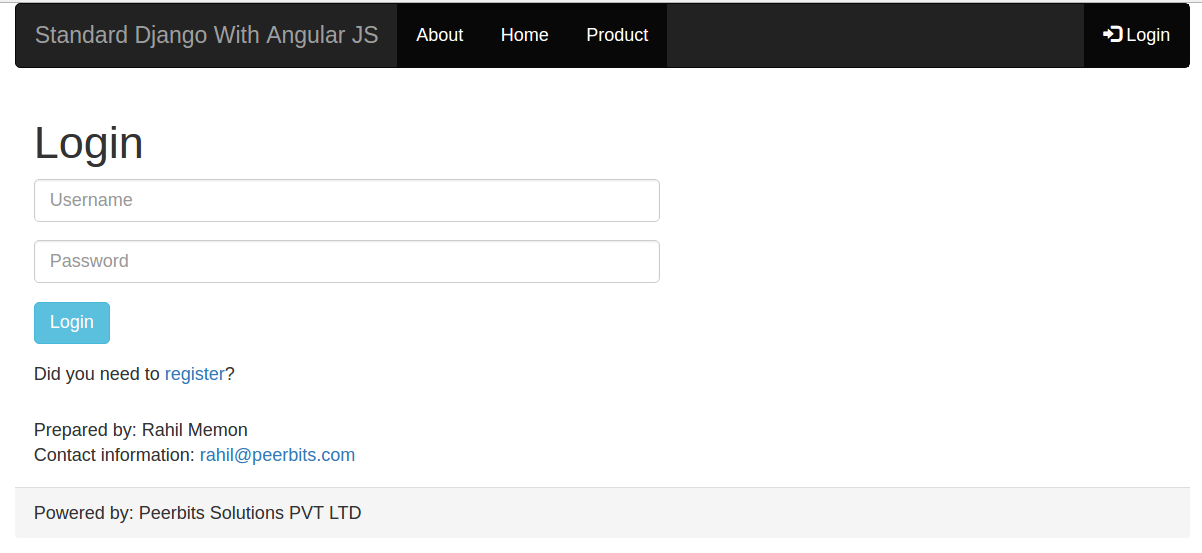 Standard Django With Angular JS About Home Product Login
Login
Username
Password
Login
Did you need to register?
Prepared by: Rahil Memon
Contact information: rahil@peerbits.com
Powered by: Peerbits Solutions PVT LTD